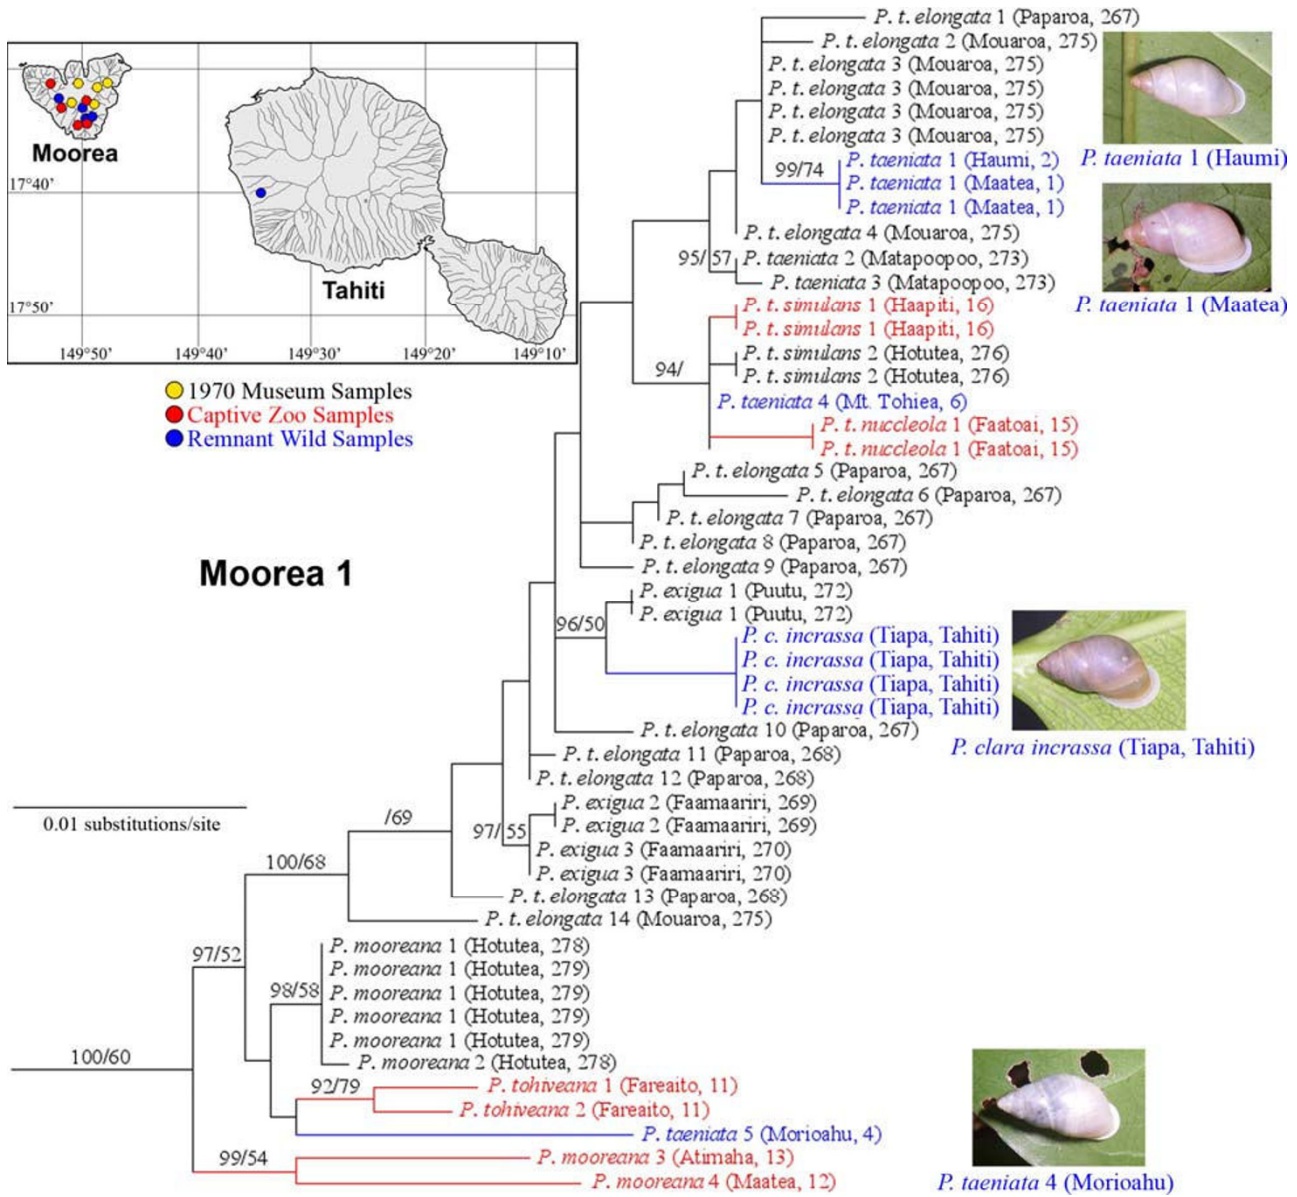 Moorea
Tahiti
17°40’
17°50’
149°50’
149°40’
149°30’
149°20’
149°10’
1970 Museum Samples
Captive Zoo Samples
Remnant Wild Samples
Moorea 1
0.01 substitutions/site
P. t. elongata 1 (Paparoa, 267)
P. t. elongata 2 (Mouaroa, 275)
P. t. elongata 3 (Mouaroa, 275)
P. t. elongata 3 (Mouaroa, 275)
P. t. elongata 3 (Mouaroa, 275)
P. t. elongata 3 (Mouaroa, 275)
99/74
P. taeniata 1 (Haumi, 2)
P. taeniata 1 (Maatea, 1)
P. taeniata 1 (Maatea, 1)
P. t. elongata 4 (Mouaroa, 275)
95/57
P. taeniata 2 (Matapoopoo, 273)
P. taeniata 3 (Matapoopoo, 273)
P. t. simulans 1 (Haapiti, 16)
P. t. simulans 1 (Haapiti, 16)
P. t. simulans 2 (Hotutea, 276)
P. t. simulans 2 (Hotutea, 276)
94/
P. taeniata 4 (Mt. Tohiea, 6)
P. t. nuccleola 1 (Faatoai, 15)
P. t. nuccleola 1 (Faatoai, 15)
P. t. elongata 5 (Paparoa, 267)
P. t. elongata 6 (Paparoa, 267)
P. t. elongata 7 (Paparoa, 267)
P. t. elongata 8 (Paparoa, 267)
P. t. elongata 9 (Paparoa, 267)
P. exigua 1 (Puutu, 272)
P. exigua 1 (Puutu, 272)
96/50
P. c. incrassa (Tiapa, Tahiti)
P. c. incrassa (Tiapa, Tahiti)
P. c. incrassa (Tiapa, Tahiti)
P. c. incrassa (Tiapa, Tahiti)
P. t. elongata 10 (Paparoa, 267)
P. t. elongata 11 (Paparoa, 268)
P. t. elongata 12 (Paparoa, 268)
P. exigua 2 (Faamaariri, 269)
P. exigua 2 (Faamaariri, 269)
97/55
P. exigua 3 (Faamaariri, 270)
P. exigua 3 (Faamaariri, 270)
/69
P. t. elongata 13 (Paparoa, 268)
100/68
P. t. elongata 14 (Mouaroa, 275)
97/52
P. mooreana 1 (Hotutea, 278)
P. mooreana 1 (Hotutea, 279)
98/58
P. mooreana 1 (Hotutea, 279)
P. mooreana 1 (Hotutea, 279)
P. mooreana 1 (Hotutea, 279)
P. mooreana 2 (Hotutea, 278)
100/60
92/79
P. tohiveana 1 (Fareaito, 11)
P. tohiveana 2 (Fareaito, 11)
P. taeniata 5 (Morioahu, 4)
99/54
P. mooreana 3 (Atimaha, 13)
P. mooreana 4 (Maatea, 12)
P. taeniata 1 (Haumi)
P. taeniata 1 (Maatea)
P. clara incrassa (Tiapa, Tahiti)
P. taeniata 4 (Morioahu)